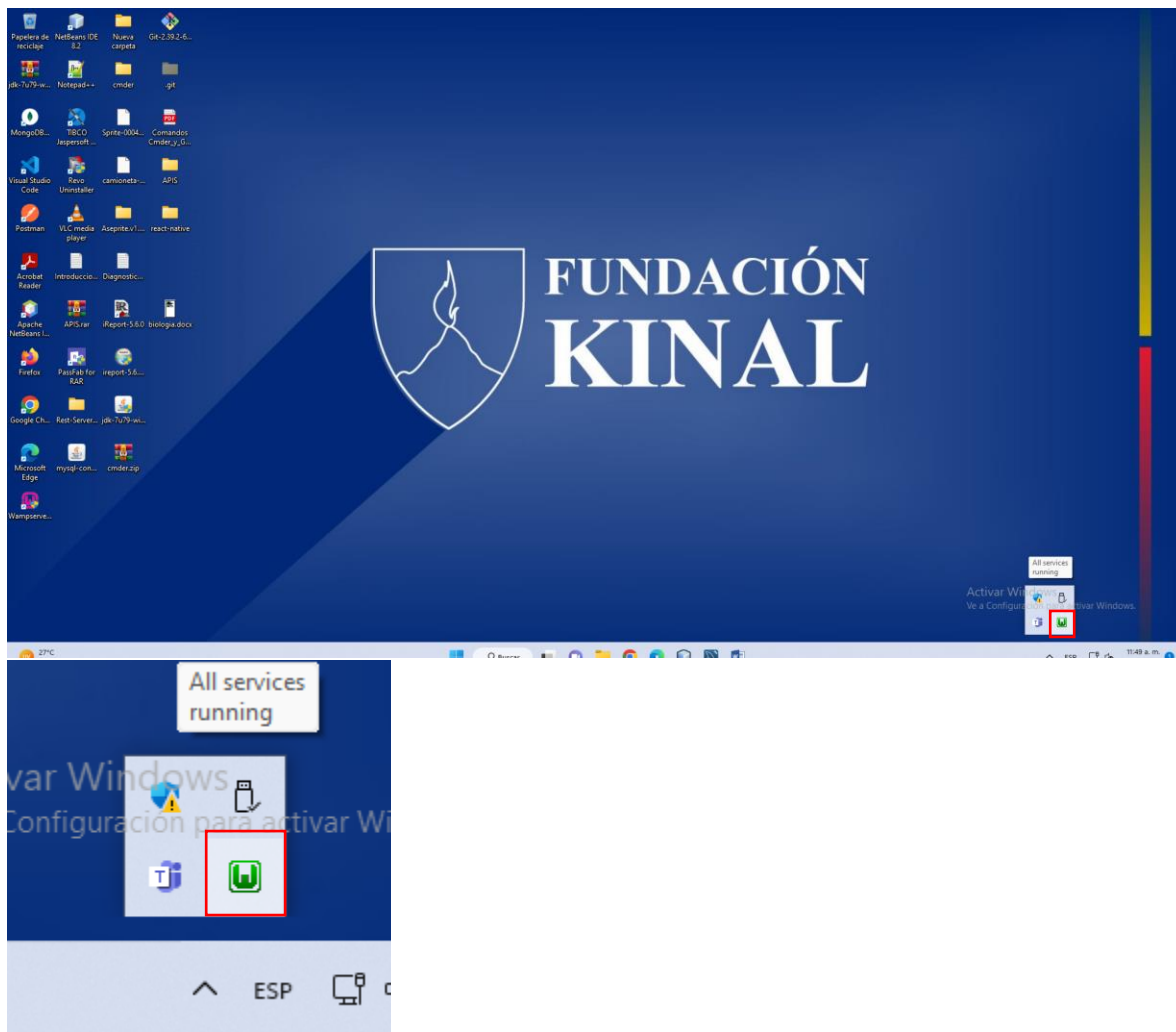 Papelera de reciclaje
NetBeans IDE 8.2
Nueva carpeta
Git-2.39.2-6...
jdk-7u79-w...
Notepad++
cmder
.git
MongoDB...
TIBCO Jaspersoft ...
Sprite-0004...
Comandos Cmder_y_G...
Visual Studio Code
Revo Uninstaller
camioneta-...
APIS
Postman
VLC media player
Aseprite.v1....
react-native
Acrobat Reader
Introduccio...
Diagnostic...
Apache NetBeans I...
APIS.rar
iReport-5.6.0
biologia.docx
Firefox
PassFab for RAR
ireport-5.6....
Google Ch...
Rest-Server...
jdk-7u79-wi...
Microsoft Edge
mysql-con...
cmder.zip
Wampserve...
FUNDACIÓN
KINAL
All services
running
Activar Windows
Ve a Configuración para activar Windows.
27°C
Buscar
ESP
11:49 a. m.
All services
running
var Windows
Configuración para activar Wi
T
ESP